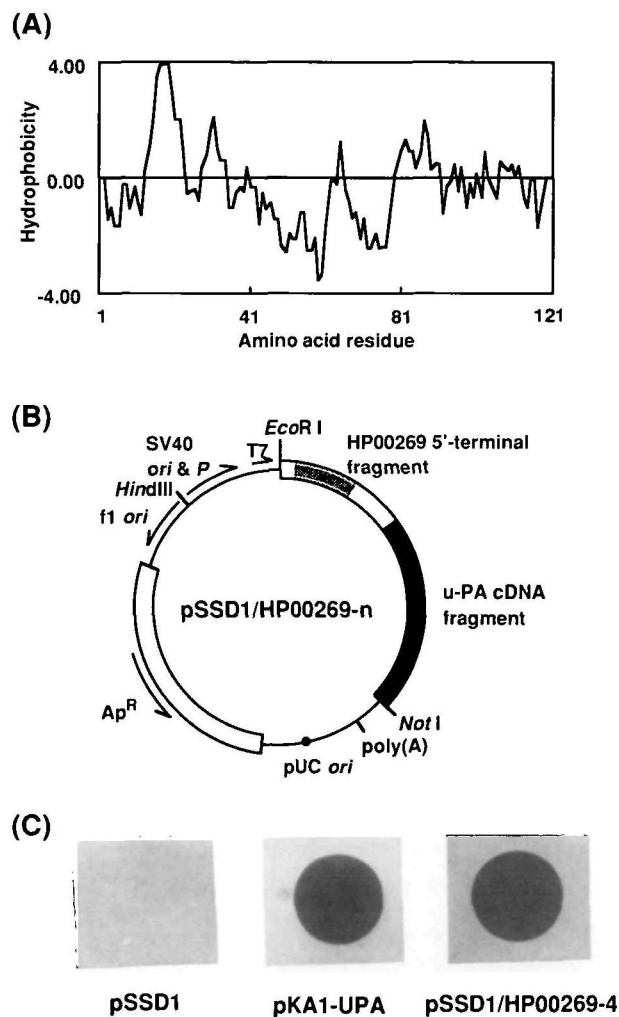 (A)
4.00
0.00
-4.00
Hydrophobicity
1 41 81 121
Amino acid residue
(B)
EcoR I
T7
SV40
ori & P
HindIII
f1 ori
HP00269 5'-terminal
fragment
pSSD1/HP00269-n
u-PA cDNA
fragment
ApR
Not I
poly(A)
pUC ori
(C)
pSSD1 pKA1-UPA pSSD1/HP00269-4